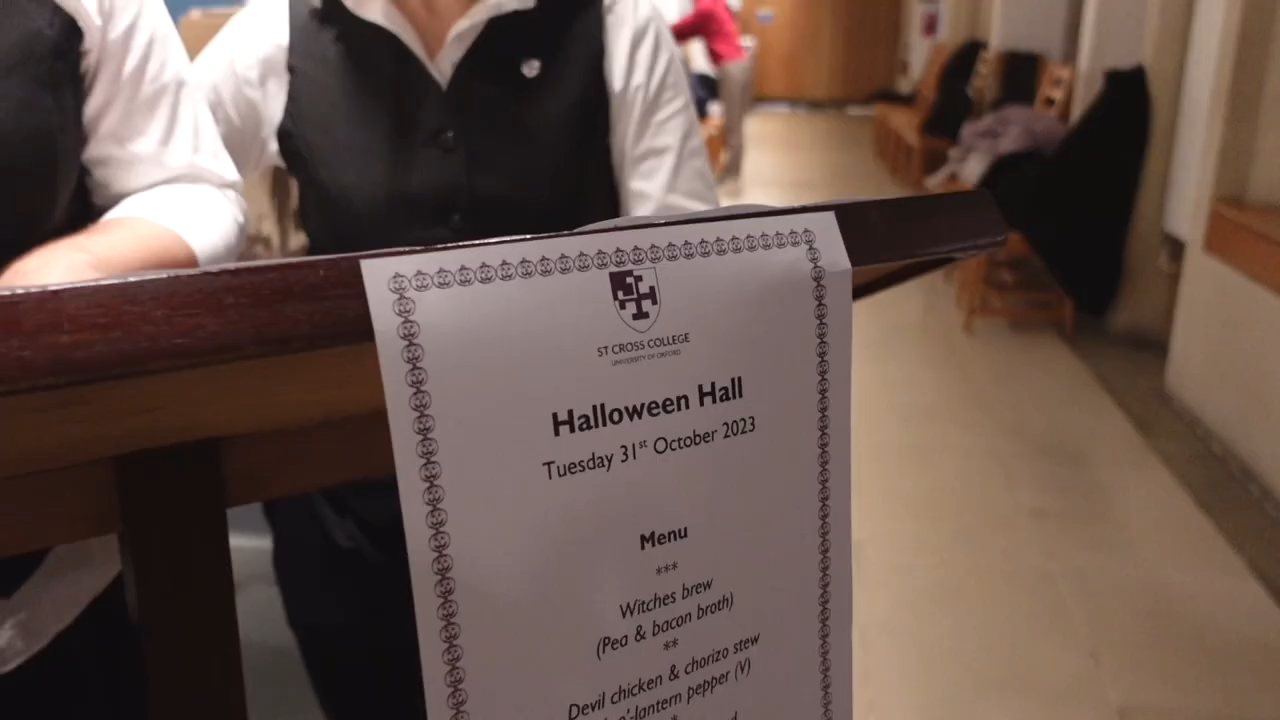 ST CROSS COLLEGE
UNIVERSITY OF OXFORD
Halloween Hall
Tuesday 31st October 2023
Menu
***
Witches brew
(Pea & bacon broth)
**
Devil chicken & chorizo stew
o'-lantern pepper (V)